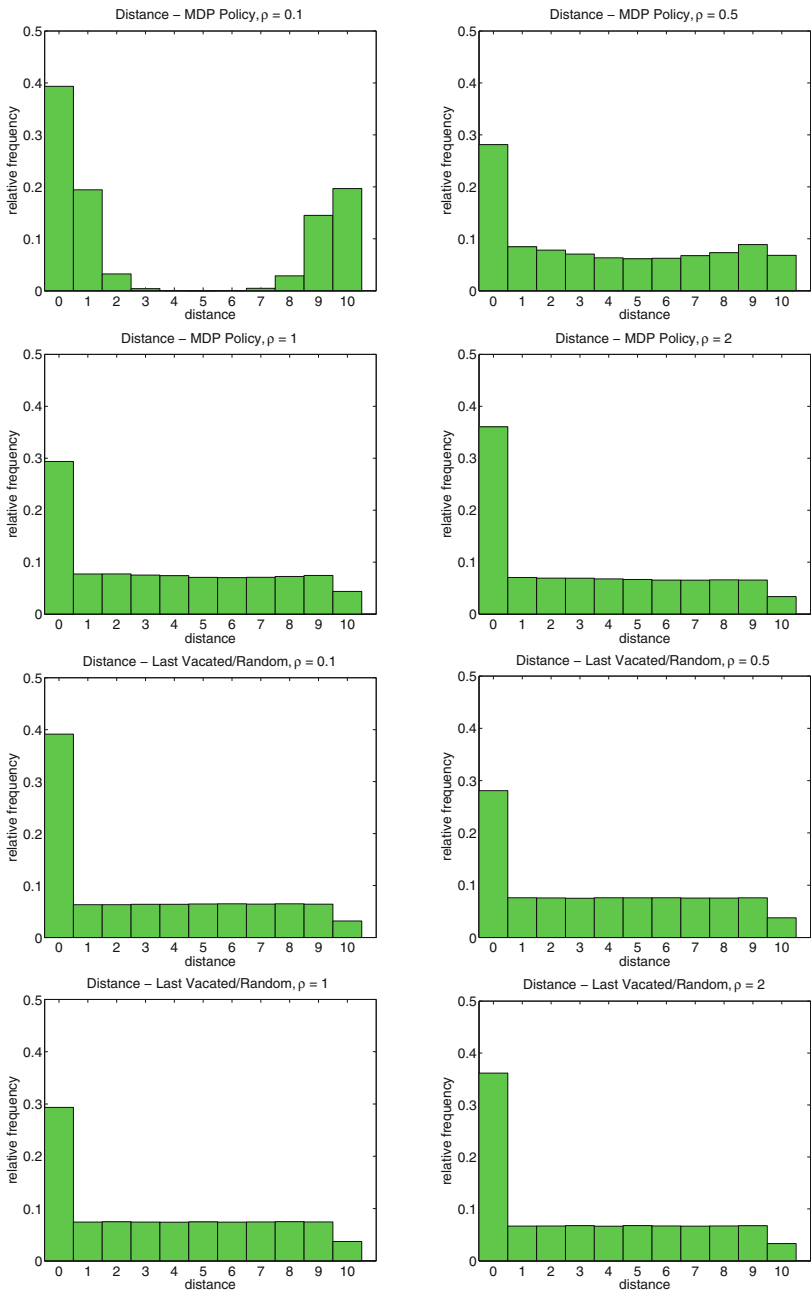 Distance – MDP Policy, ρ = 0.1
0.5
0.4
0.3
0.2
0.1
0
relative frequency
0 1 2 3 4 5 6 7 8 9 10
distance
Distance – MDP Policy, ρ = 0.5
0.5
0.4
0.3
0.2
0.1
0
relative frequency
0 1 2 3 4 5 6 7 8 9 10
distance
Distance – MDP Policy, ρ = 1
0.5
0.4
0.3
0.2
0.1
0
relative frequency
0 1 2 3 4 5 6 7 8 9 10
distance
Distance – MDP Policy, ρ = 2
0.5
0.4
0.3
0.2
0.1
0
relative frequency
0 1 2 3 4 5 6 7 8 9 10
distance
Distance – Last Vacated/Random, ρ = 0.1
0.5
0.4
0.3
0.2
0.1
0
relative frequency
0 1 2 3 4 5 6 7 8 9 10
distance
Distance – Last Vacated/Random, ρ = 0.5
0.5
0.4
0.3
0.2
0.1
0
relative frequency
0 1 2 3 4 5 6 7 8 9 10
distance
Distance – Last Vacated/Random, ρ = 1
0.5
0.4
0.3
0.2
0.1
0
relative frequency
0 1 2 3 4 5 6 7 8 9 10
distance
Distance – Last Vacated/Random, ρ = 2
0.5
0.4
0.3
0.2
0.1
0
relative frequency
0 1 2 3 4 5 6 7 8 9 10
distance